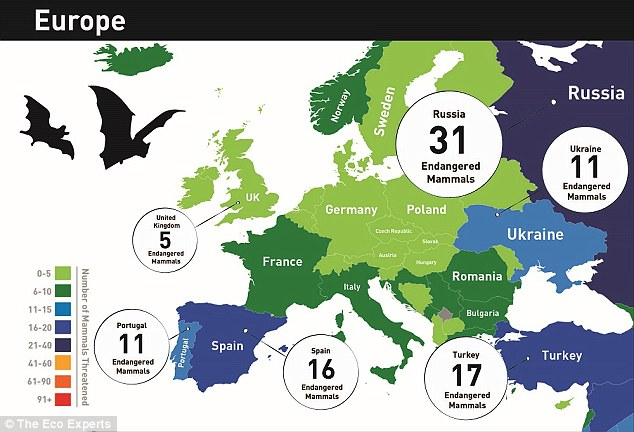 Europe
Norway
Sweden
Russia
31
Endangered
Mammals
Russia
Ukraine
11
Endangered
Mammals
UK
United
Kingdom
5
Endangered
Mammals
Germany
Poland
Czech Republic
Slovak
Austria
Hungary
Ukraine
France
Italy
Romania
Bulgaria
Number of Mammals Threatened
0-5
6-10
11-15
16-20
21-40
41-60
61-90
91+
Portugal
11
Endangered
Mammals
Portugal
Spain
Spain
16
Endangered
Mammals
Turkey
17
Endangered
Mammals
Turkey
© The Eco Experts